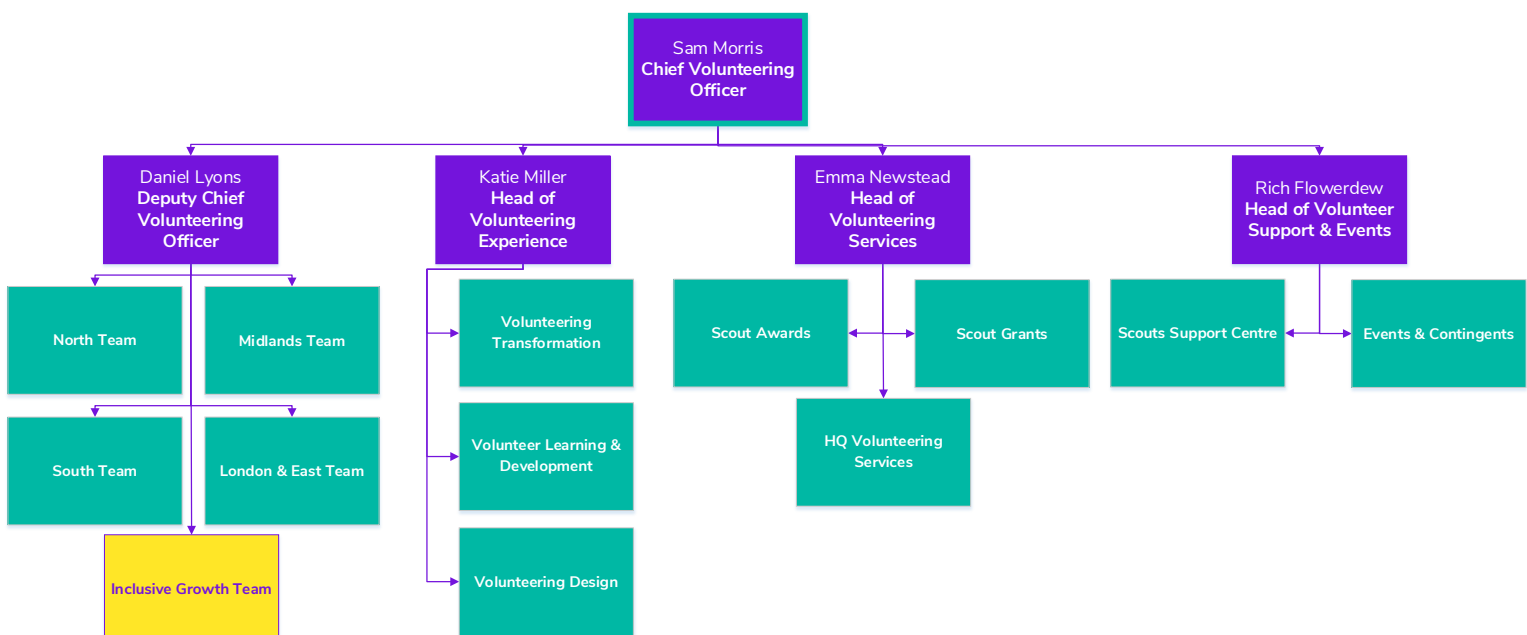 Sam Morris
Chief Volunteering
Officer
Daniel Lyons
Deputy Chief
Volunteering
Officer
Katie Miller
Head of
Volunteering
Experience
Emma Newstead
Head of
Volunteering
Services
Rich Flowerdew
Head of Volunteer
Support & Events
North Team
Midlands Team
South Team
London & East Team
Inclusive Growth Team
Volunteering
Transformation
Volunteer Learning &
Development
Volunteering Design
Scout Awards
Scout Grants
HQ Volunteering
Services
Scouts Support Centre
Events & Contingents